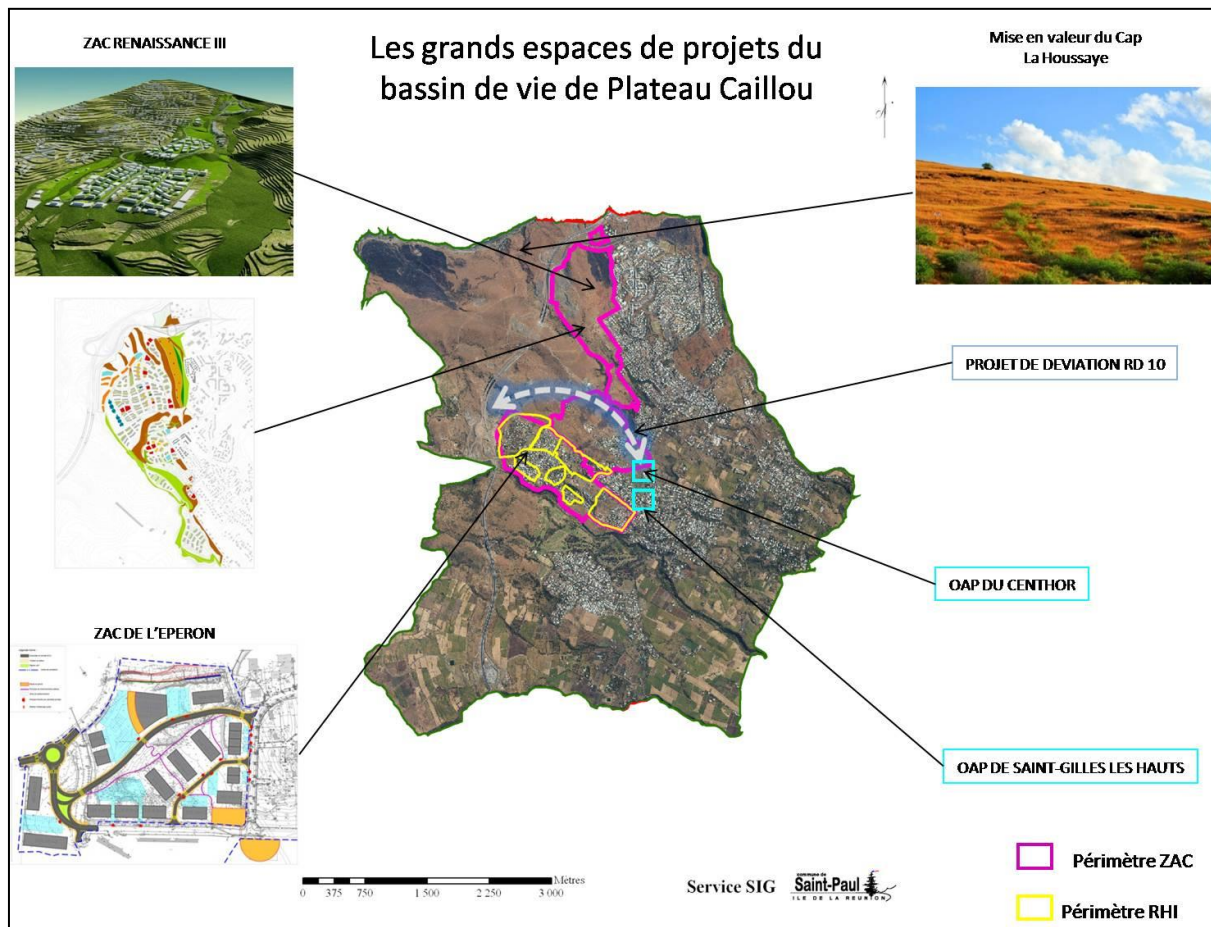 ZAC RENAISSANCE III
Les grands espaces de projets du
bassin de vie de Plateau Caillou
Mise en valeur du Cap
La Houssaye
PROJET DE DEVIATION RD 10
OAP DU CENTHOR
ZAC DE L'EPERON
OAP DE SAINT-GILLES LES HAUTS
Périmètre ZAC
Périmètre RHI
0 375 750 1 500 2 250 3 000
Mètres
Service SIG
commune de
Saint-Paul
ILE DE LA REUNION